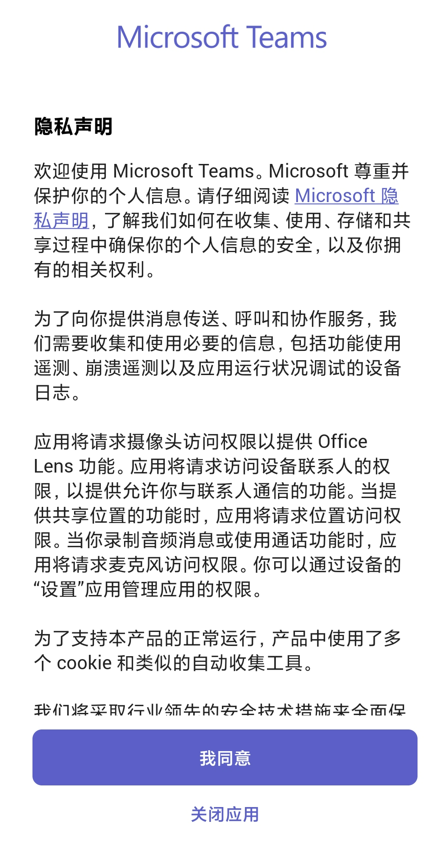 Microsoft Teams
隐私声明
欢迎使用 Microsoft Teams。Microsoft 尊重并
保护你的个人信息。请仔细阅读 Microsoft 隐
私声明，了解我们如何在收集、使用、存储和共
享过程中确保你的个人信息的安全，以及你拥
有的相关权利。
为了向你提供消息传送、呼叫和协作服务，我
们需要收集和使用必要的信息，包括功能使用
遥测、崩溃遥测以及应用运行状况调试的设备
日志。
应用将请求摄像头访问权限以提供 Office
Lens 功能。应用将请求访问设备联系人的权
限，以提供允许你与联系人通信的功能。当提
供共享位置的功能时，应用将请求位置访问权
限。当你录制音频消息或使用通话功能时，应
用将请求麦克风访问权限。你可以通过设备的
“设置”应用管理应用的权限。
为了支持本产品的正常运行，产品中使用了多
个 cookie 和类似的自动收集工具。
我们将采取行业领先的安全技术措施来全面保
我同意
关闭应用